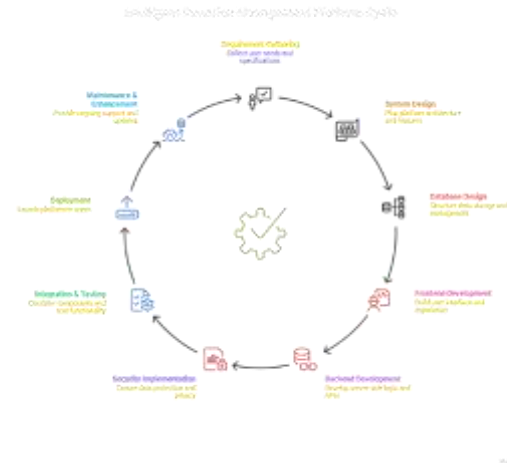 Requirement Gathering
Collect user needs and
specifications
System Design
Plan platform architecture
and features
Database Design
Structure data storage and
management
Frontend Development
Build user interface and
experience
Backend Development
Develop server-side logic and
APIs
Security Implementation
Ensure data protection and
privacy
Integration & Testing
Combine components and
test functionality
Deployment
Launch platform to users
Maintenance &
Enhancement
Provide ongoing support and
updates